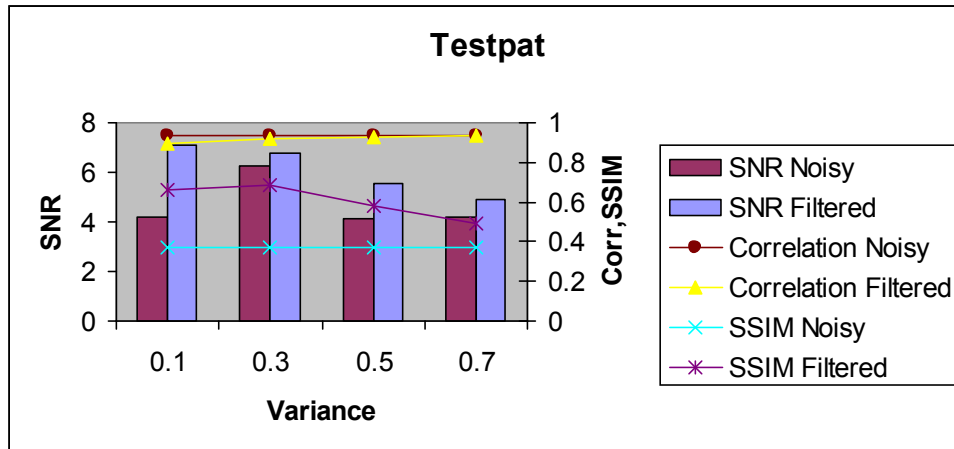 Testpat
SNR
8
6
4
2
0
1
0.8
0.6
0.4
0.2
0
Corr,SSIM
0.1 0.3 0.5 0.7
Variance
SNR Noisy
SNR Filtered
Correlation Noisy
Correlation Filtered
SSIM Noisy
SSIM Filtered